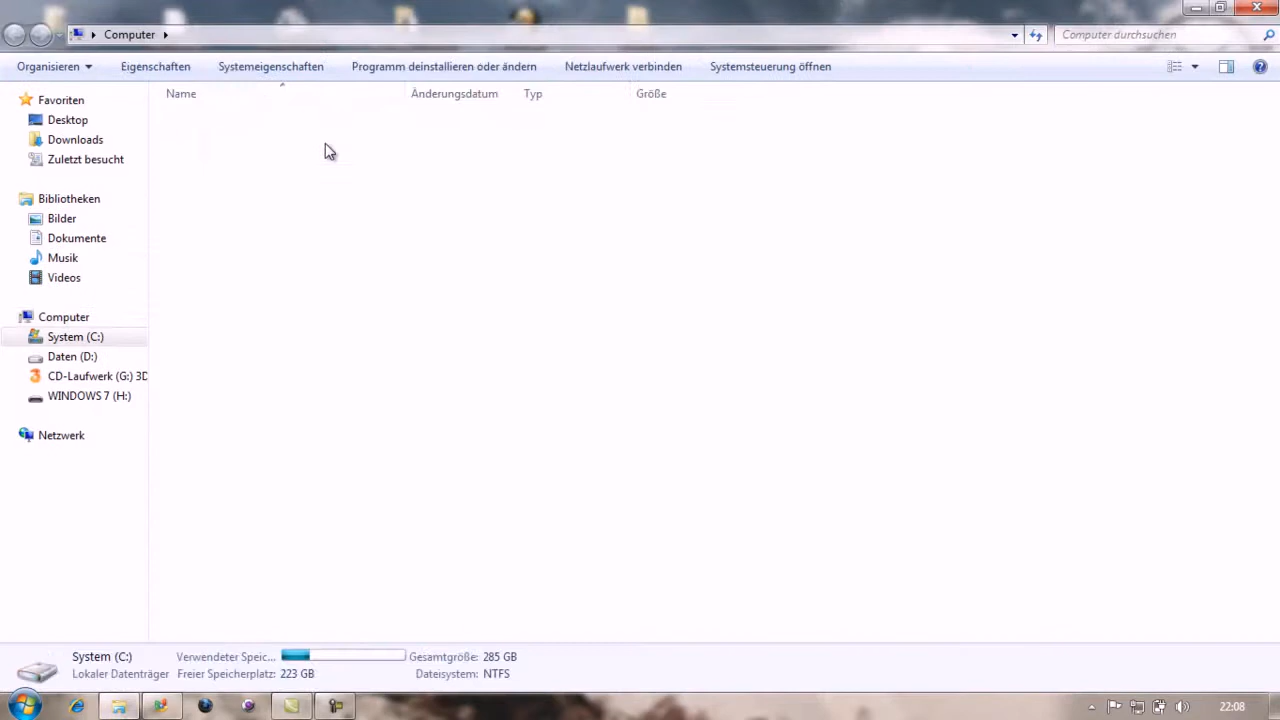 Computer
Computer durchsuchen
Organisieren Eigenschaften Systemeigenschaften Programm deinstallieren oder ändern Netzlaufwerk verbinden Systemsteuerung öffnen
Name Änderungsdatum Typ Größe
Favoriten
Desktop
Downloads
Zuletzt besucht
Bibliotheken
Bilder
Dokumente
Musik
Videos
Computer
System (C:)
Daten (D:)
CD-Laufwerk (G:) 3D
WINDOWS 7 (H:)
Netzwerk
System (C:) Verwendeter Speic... Gesamtgröße: 285 GB
Lokaler Datenträger Freier Speicherplatz: 223 GB Dateisystem: NTFS
22:08